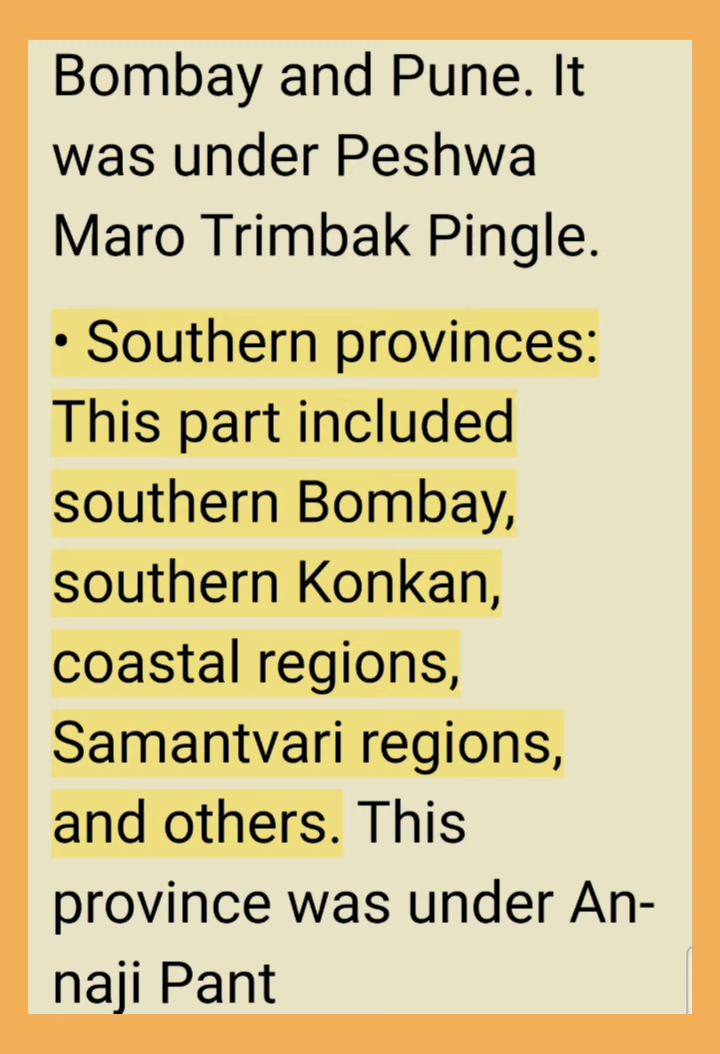 Bombay and Pune. It
was under Peshwa
Maro Trimbak Pingle.
• Southern provinces:
This part included
southern Bombay,
southern Konkan,
coastal regions,
Samantvari regions,
and others. This
province was under An-
naji Pant